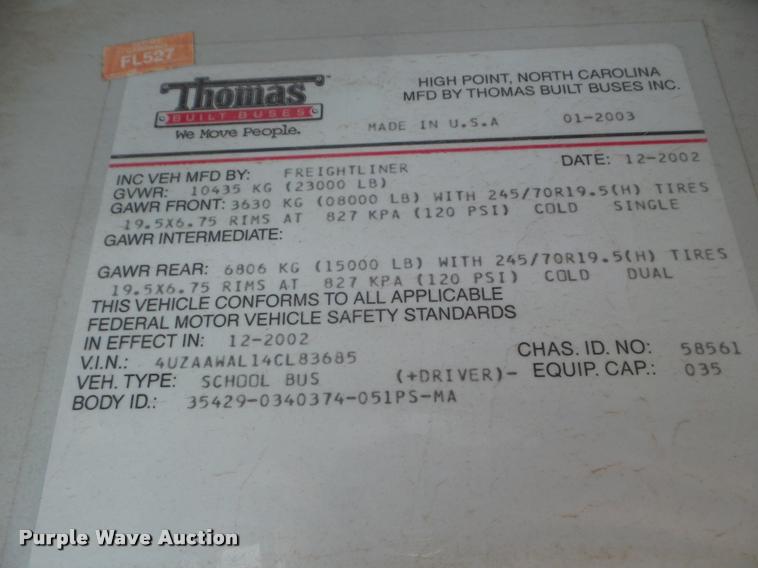 FL527
Thomas
BUILT BUSES
We Move People.
HIGH POINT, NORTH CAROLINA
MFD BY THOMAS BUILT BUSES INC.
MADE IN U.S.A 01-2003
INC VEH MFD BY: FREIGHTLINER DATE: 12-2002
GVWR: 10435 KG (23000 LB)
GAWR FRONT: 3630 KG (08000 LB) WITH 245/70R19.5(H) TIRES
19.5X6.75 RIMS AT 827 KPA (120 PSI) COLD SINGLE
GAWR INTERMEDIATE:
GAWR REAR: 6806 KG (15000 LB) WITH 245/70R19.5(H) TIRES
19.5X6.75 RIMS AT 827 KPA (120 PSI) COLD DUAL
THIS VEHICLE CONFORMS TO ALL APPLICABLE
FEDERAL MOTOR VEHICLE SAFETY STANDARDS
IN EFFECT IN: 12-2002
V.I.N.: 4UZAAWAL14CL83685 CHAS. ID. NO: 58561
VEH. TYPE: SCHOOL BUS (+DRIVER)- EQUIP. CAP.: 035
BODY ID.: 35429-0340374-051PS-MA
Purple Wave Auction